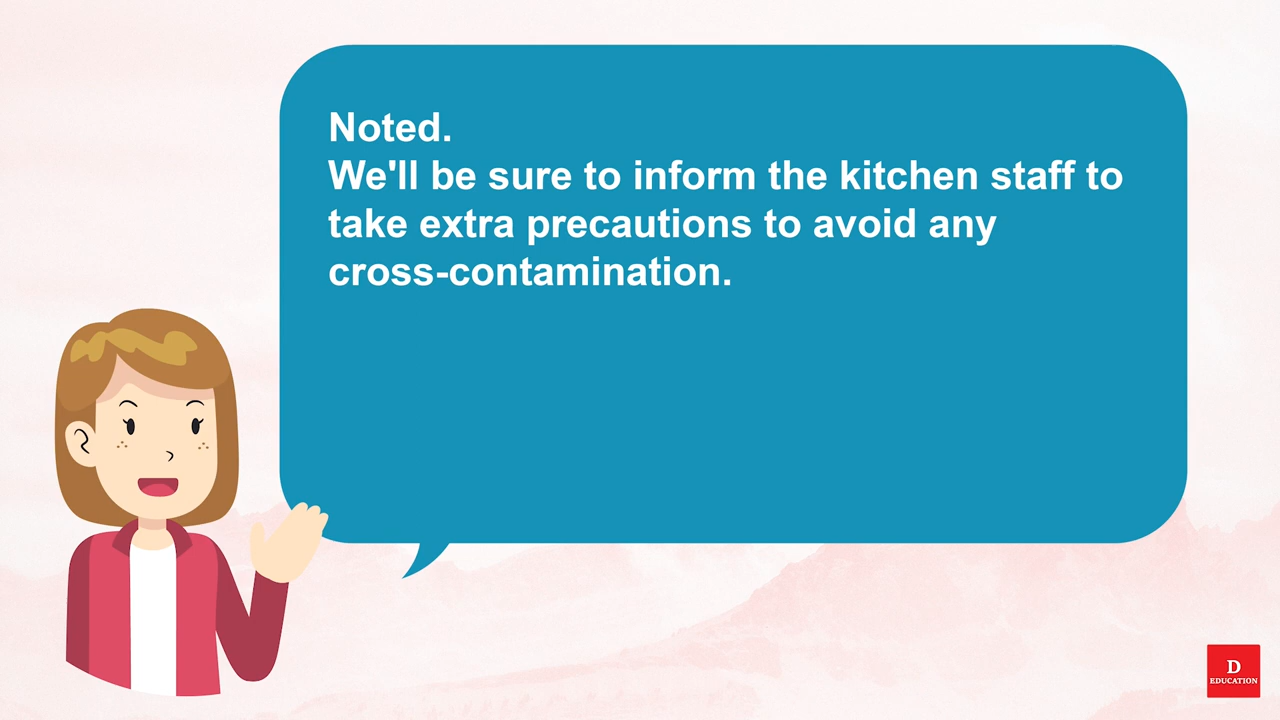 Noted.
We'll be sure to inform the kitchen staff to
take extra precautions to avoid any
cross-contamination.
D
EDUCATION